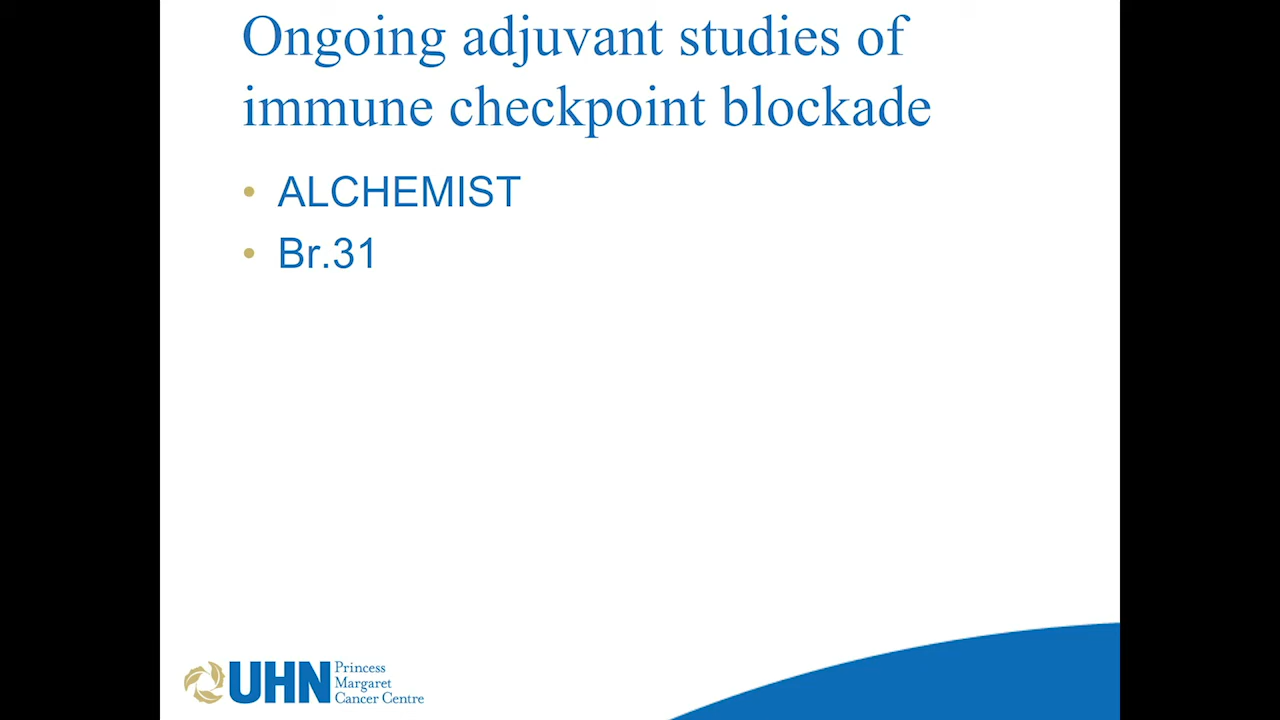 Ongoing adjuvant studies of
immune checkpoint blockade
• ALCHEMIST
• Br.31
UHN
Princess
Margaret
Cancer Centre